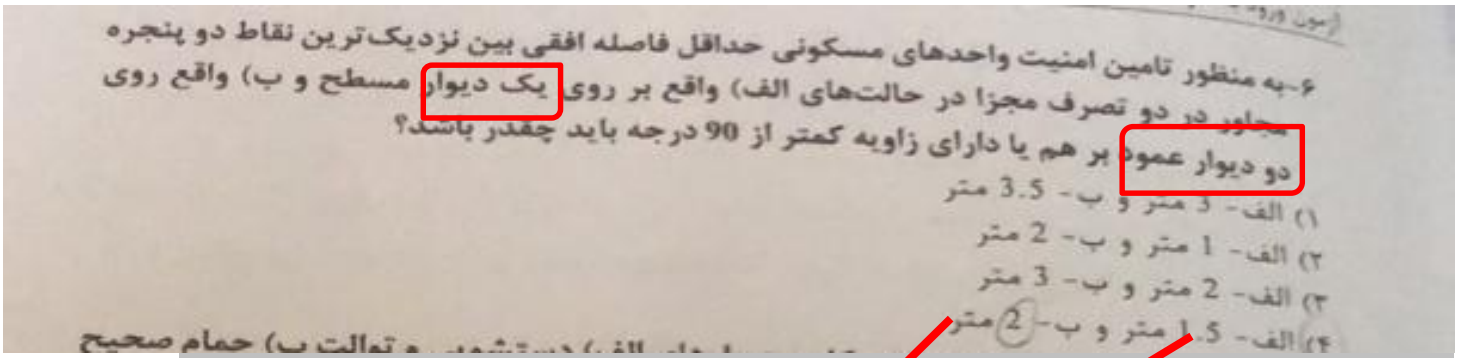 آزمون ورود
۶-به منظور تامین امنیت واحدهای مسکونی حداقل فاصله افقی بین نزدیک‌ترین نقاط دو پنجره
مجاور در دو تصرف مجزا در حالت‌های الف) واقع بر روی یک دیوار مسطح و ب) واقع روی
دو دیوار عمود بر هم یا دارای زاویه کمتر از 90 درجه باید چقدر باشد؟
۱) الف- 3 متر و ب- 3.5 متر
۲) الف- 1 متر و ب- 2 متر
۳) الف- 2 متر و ب- 3 متر
۴) الف- 1.5 متر و ب- 2 متر
الف) دستشویی و توالت ب) حمام صحیح